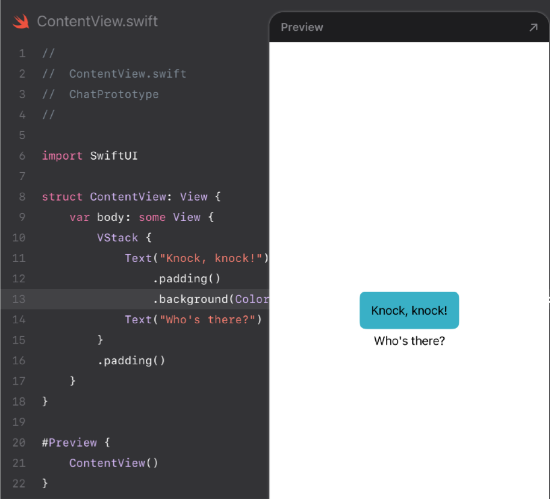 ContentView.swift
1 //
2 //  ContentView.swift
3 //  ChatPrototype
4 //
5
6 import SwiftUI
7
8 struct ContentView: View {
9     var body: some View {
10         VStack {
11             Text("Knock, knock!")
12                 .padding()
13                 .background(Color
14             Text("Who's there?")
15         }
16         .padding()
17     }
18 }
19
20 #Preview {
21     ContentView()
22 }
Preview
Knock, knock!
Who's there?